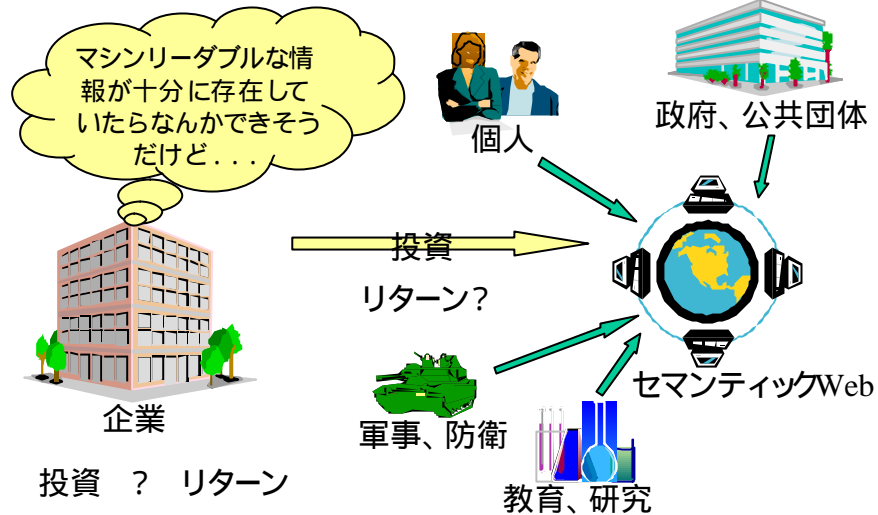 マシンリーダブルな情
報が十分に存在して
いたらなんかできそう
だけど...
個人
政府、公共団体
投資
リターン?
セマンティックWeb
企業
軍事、防衛
投資 ? リターン
教育、研究